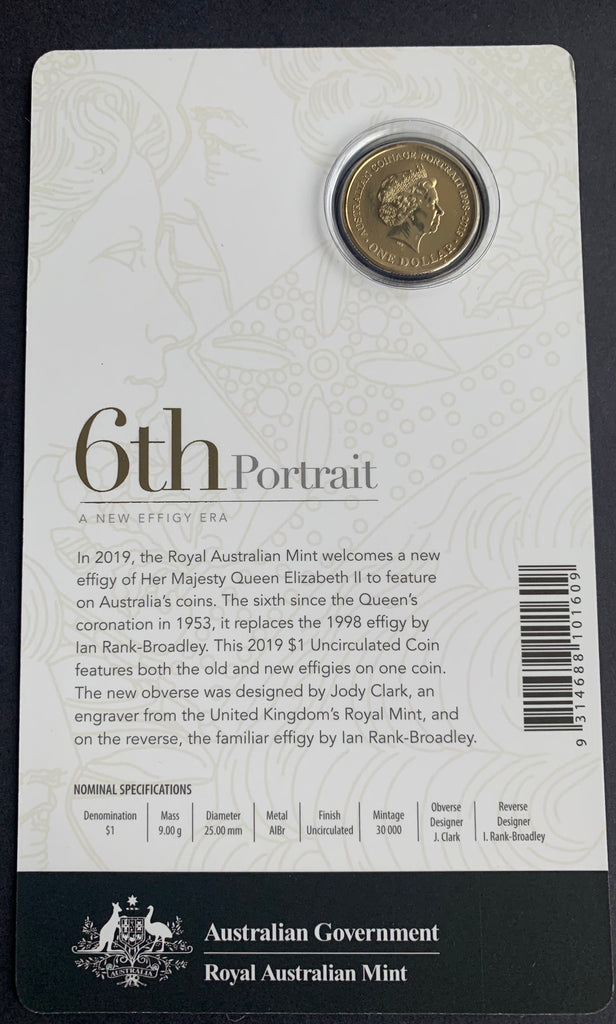 AUSTRALIAN COINAGE PORTRAIT 1998-2018
· ONE DOLLAR ·
6th Portrait
A NEW EFFIGY ERA
In 2019, the Royal Australian Mint welcomes a new
effigy of Her Majesty Queen Elizabeth II to feature
on Australia's coins. The sixth since the Queen's
coronation in 1953, it replaces the 1998 effigy by
Ian Rank-Broadley. This 2019 $1 Uncirculated Coin
features both the old and new effigies on one coin.
The new obverse was designed by Jody Clark, an
engraver from the United Kingdom's Royal Mint, and
on the reverse, the familiar effigy by Ian Rank-Broadley.
9 314688 101609
NOMINAL SPECIFICATIONS
Denomination
$1
Mass
9.00 g
Diameter
25.00 mm
Metal
AlBr
Finish
Uncirculated
Mintage
30 000
Obverse
Designer
J. Clark
Reverse
Designer
I. Rank-Broadley
AUSTRALIA
Australian Government
Royal Australian Mint